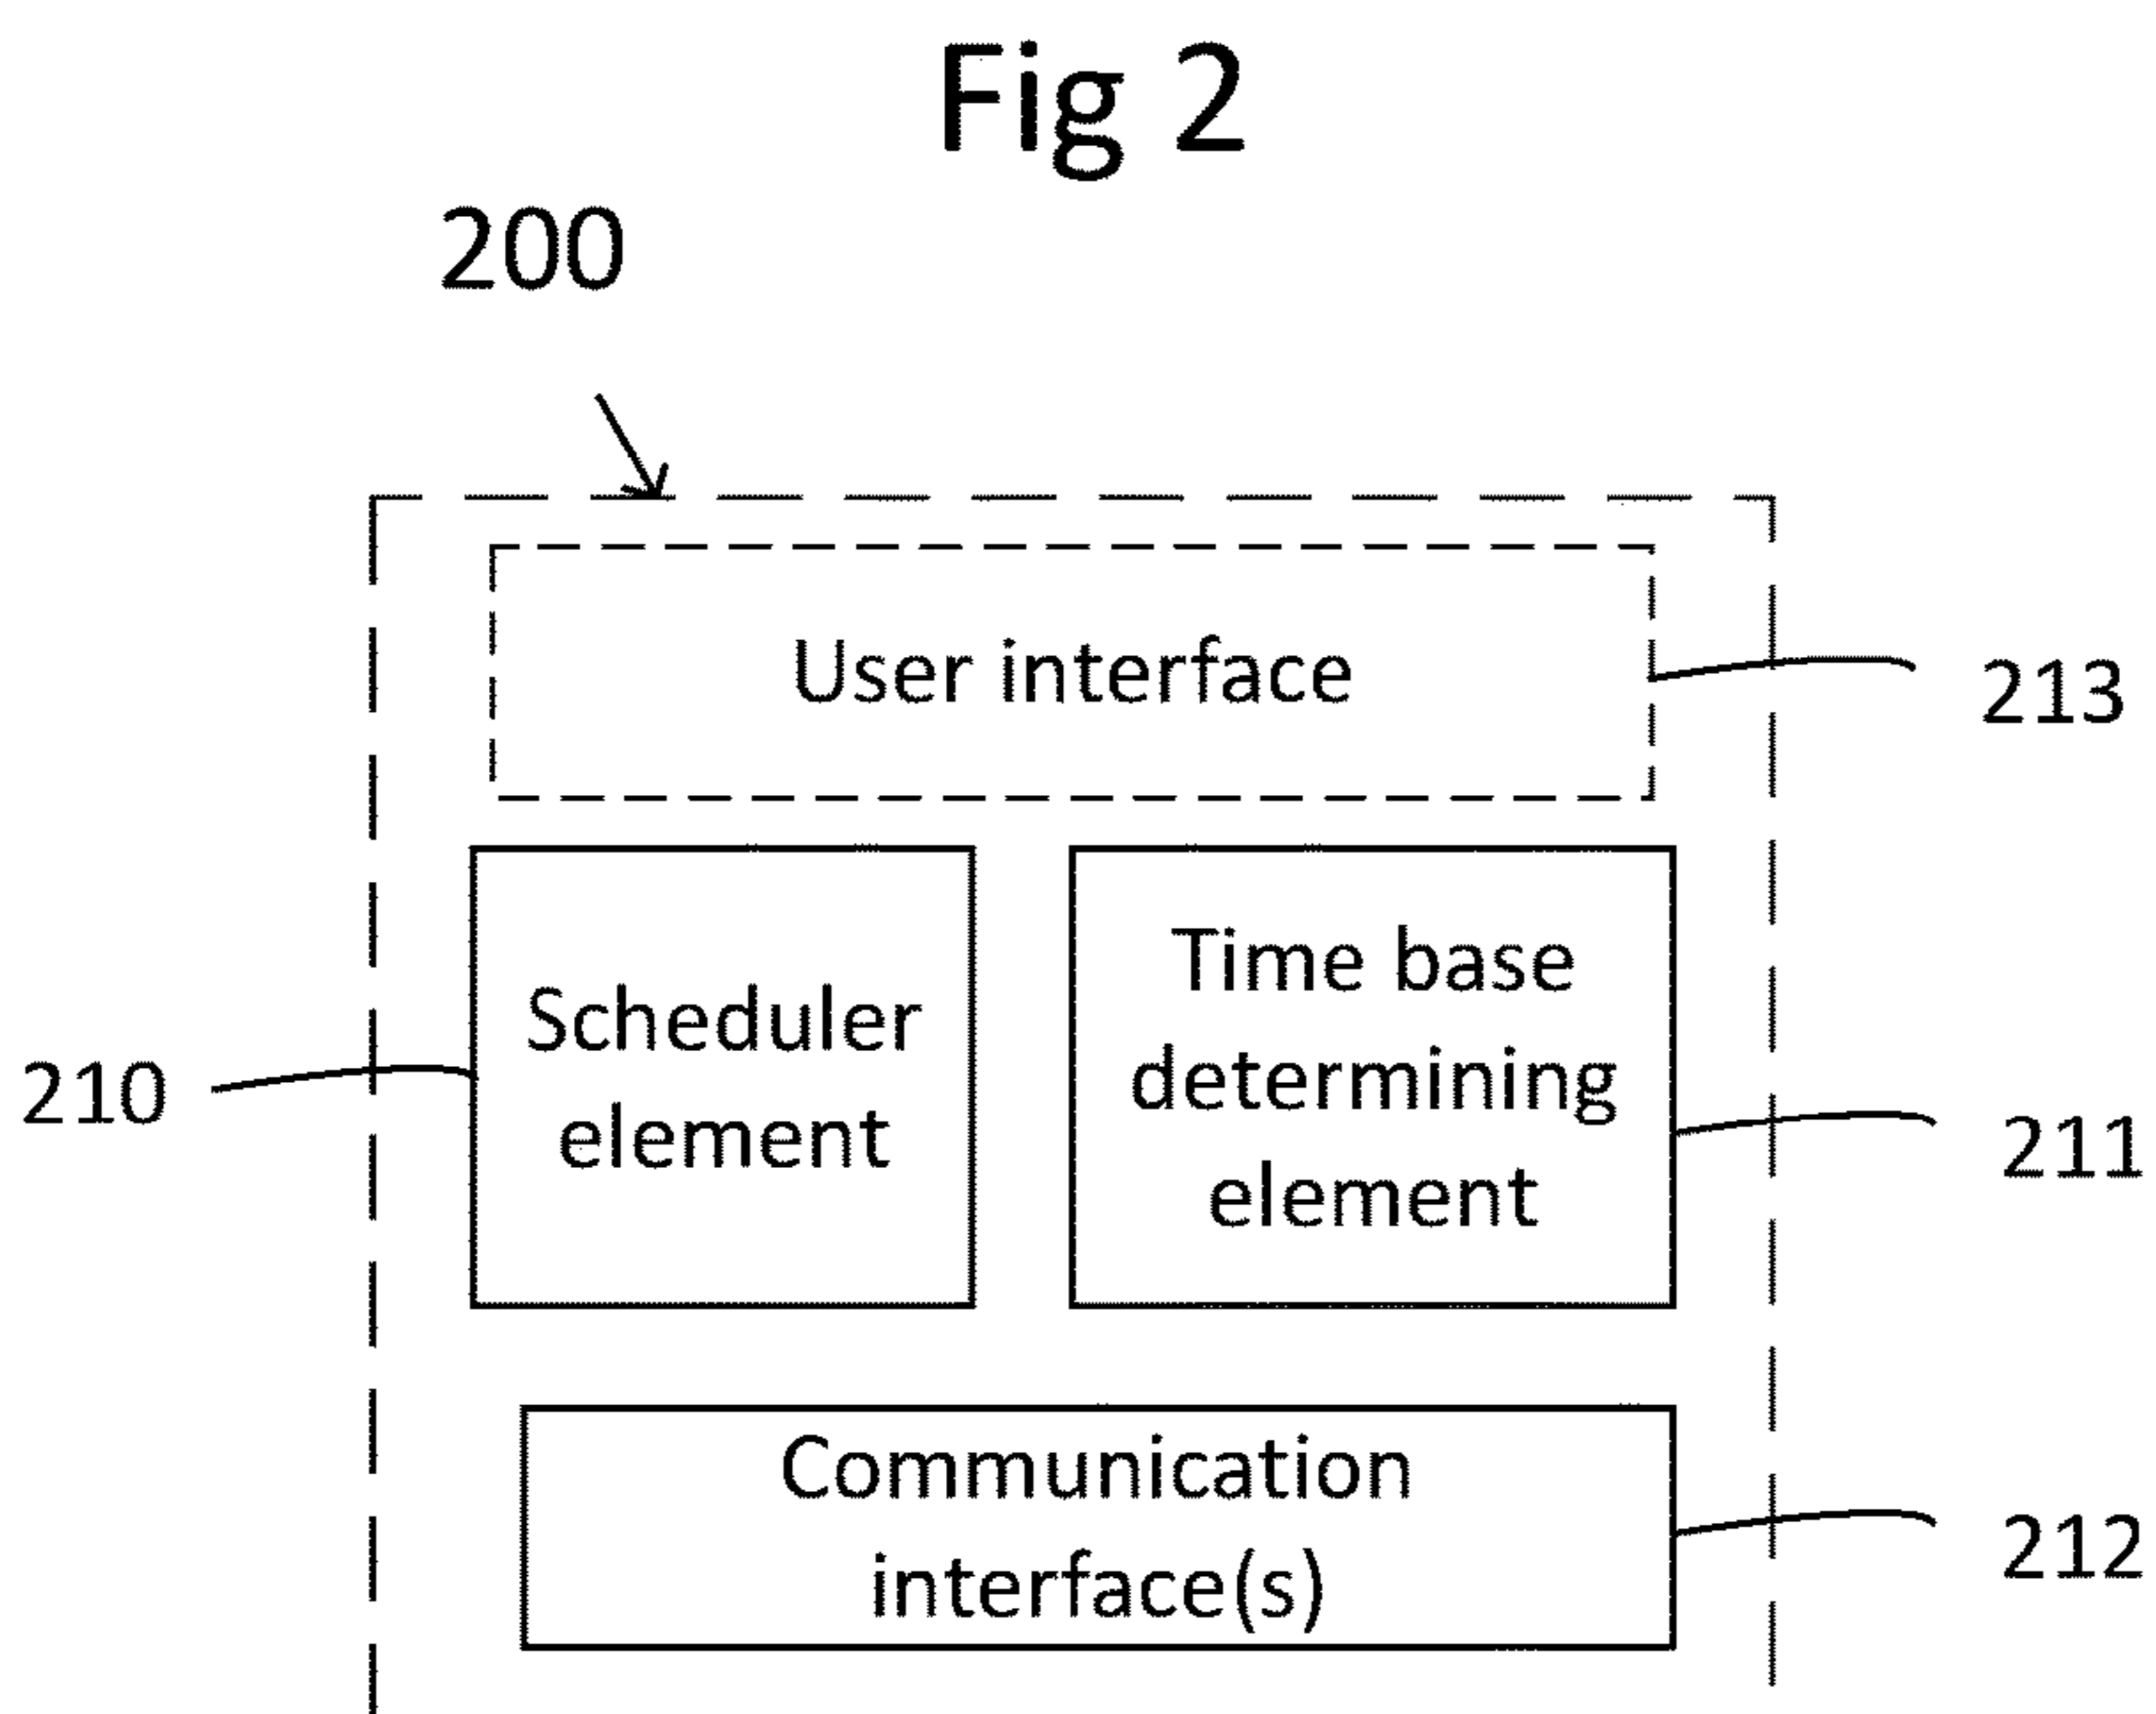 Fig 2
200
User interface
213
Scheduler
element
210
Time base
determining
element
211
Communication
interface(s)
212